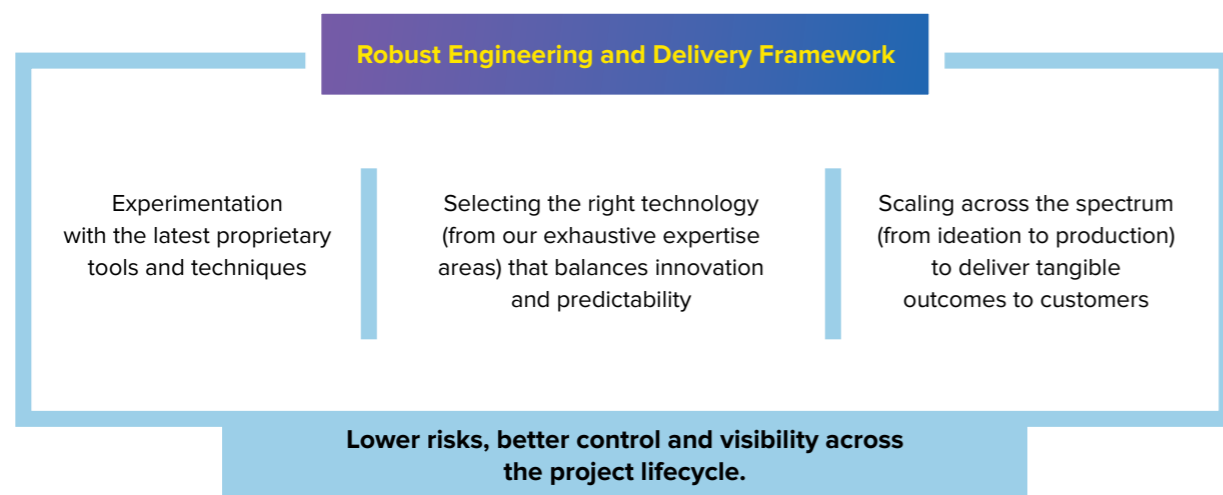 Robust Engineering and Delivery Framework
Experimentation
with the latest proprietary
tools and techniques
Selecting the right technology
(from our exhaustive expertise
areas) that balances innovation
and predictability
Scaling across the spectrum
(from ideation to production)
to deliver tangible
outcomes to customers
Lower risks, better control and visibility across
the project lifecycle.